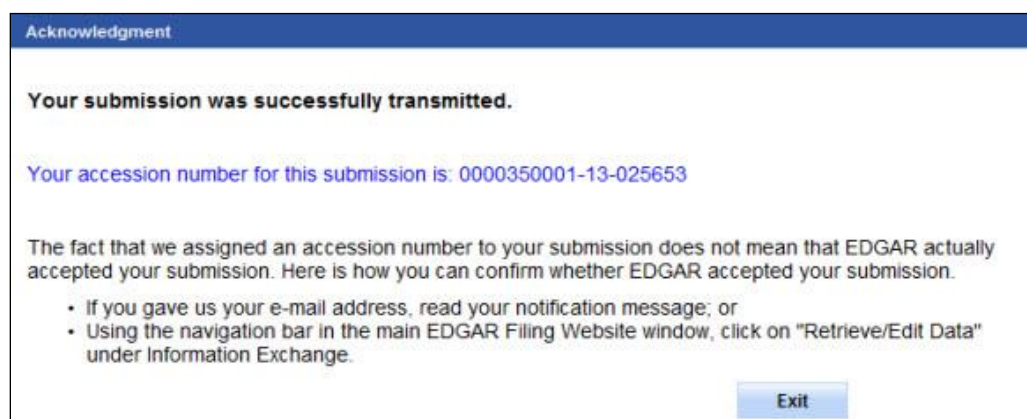 Acknowledgment
Your submission was successfully transmitted.
Your accession number for this submission is: 0000350001-13-025653
The fact that we assigned an accession number to your submission does not mean that EDGAR actually
accepted your submission. Here is how you can confirm whether EDGAR accepted your submission.
• If you gave us your e-mail address, read your notification message; or
• Using the navigation bar in the main EDGAR Filing Website window, click on "Retrieve/Edit Data"
under Information Exchange.
Exit